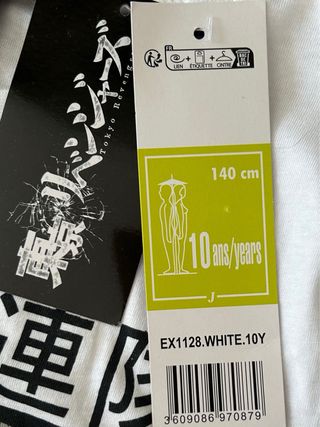 東京リベンジャーズ
Tokyo Revengers
FR
LIEN
+
ÉTIQUETTE
+
CINTRE
140 cm
10 ans/years
J
EX1128.WHITE.10Y
3609086970879
連隊